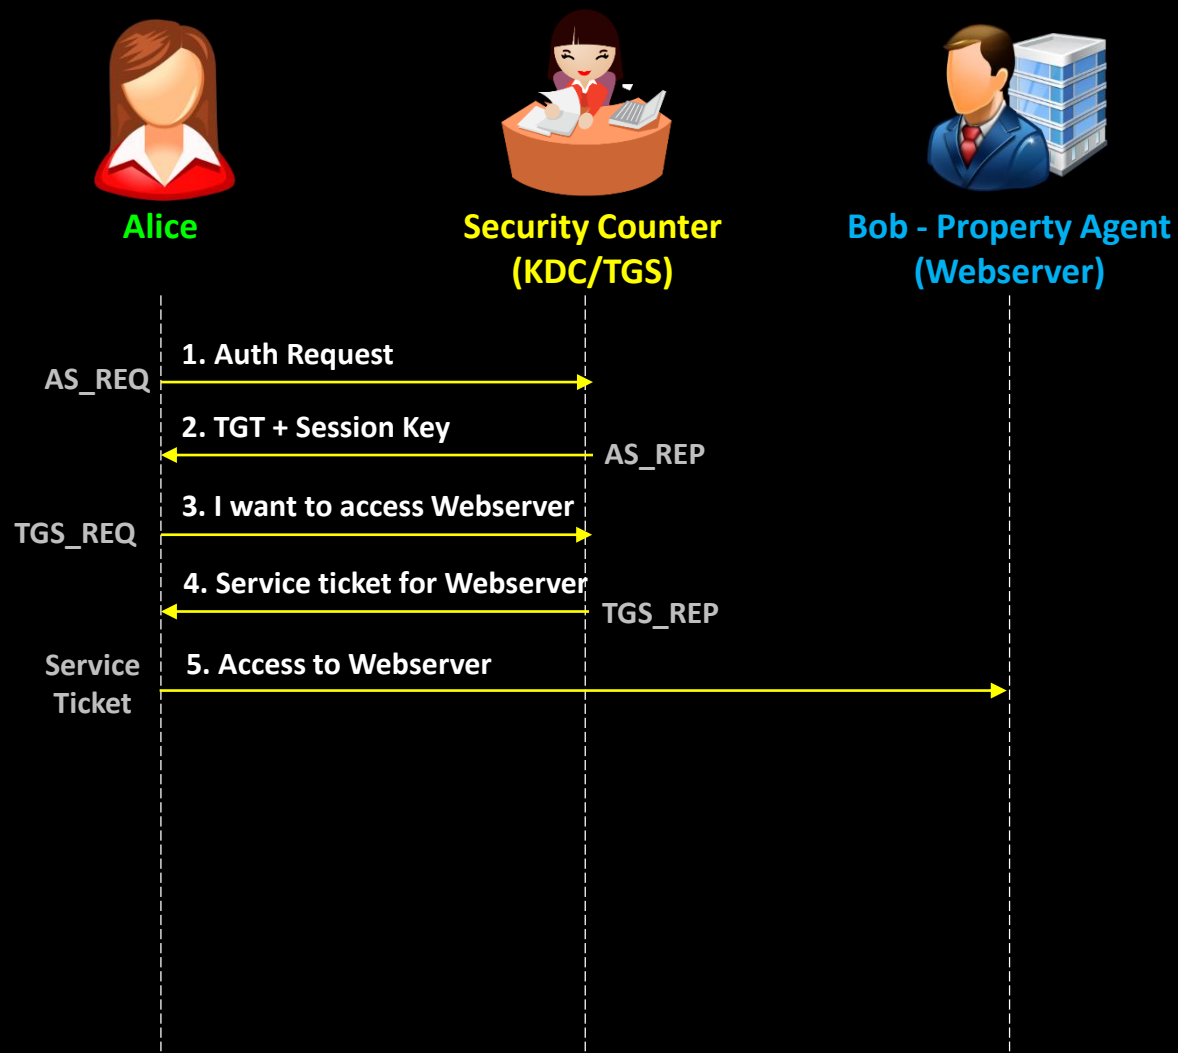 Alice
Security Counter
(KDC/TGS)
Bob - Property Agent
(Webserver)
1. Auth Request
AS_REQ
2. TGT + Session Key
AS_REP
3. I want to access Webserver
TGS_REQ
4. Service ticket for Webserver
TGS_REP
Service
Ticket
5. Access to Webserver